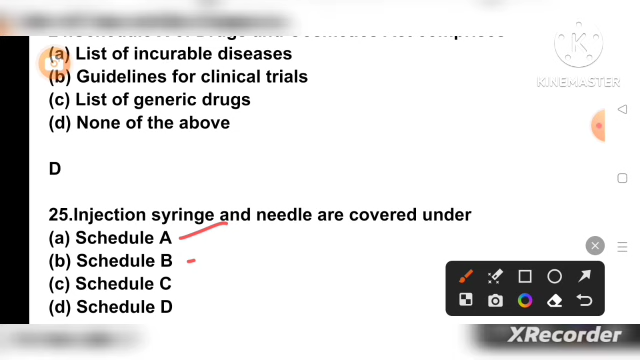 KINEMASTER
(a) List of incurable diseases
(b) Guidelines for clinical trials
(c) List of generic drugs
(d) None of the above
D
25.Injection syringe and needle are covered under
(a) Schedule A
(b) Schedule B
(c) Schedule C
(d) Schedule D
XRecorder